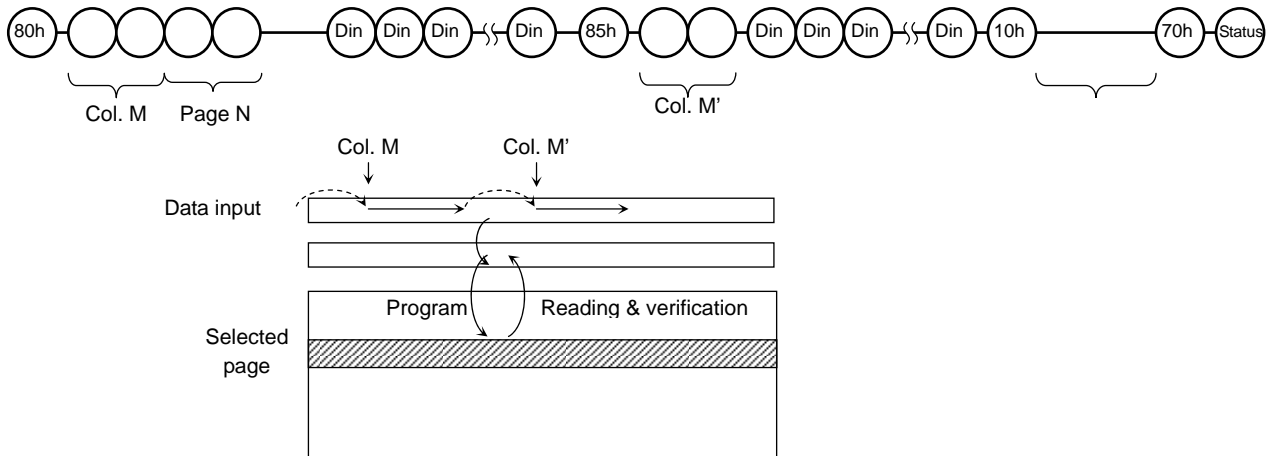 80h Din Din Din Din 85h Din Din Din Din 10h 70h Status
Col. M Page N Col. M’
Col. M Col. M’
Data input
Program Reading & verification
Selected
page